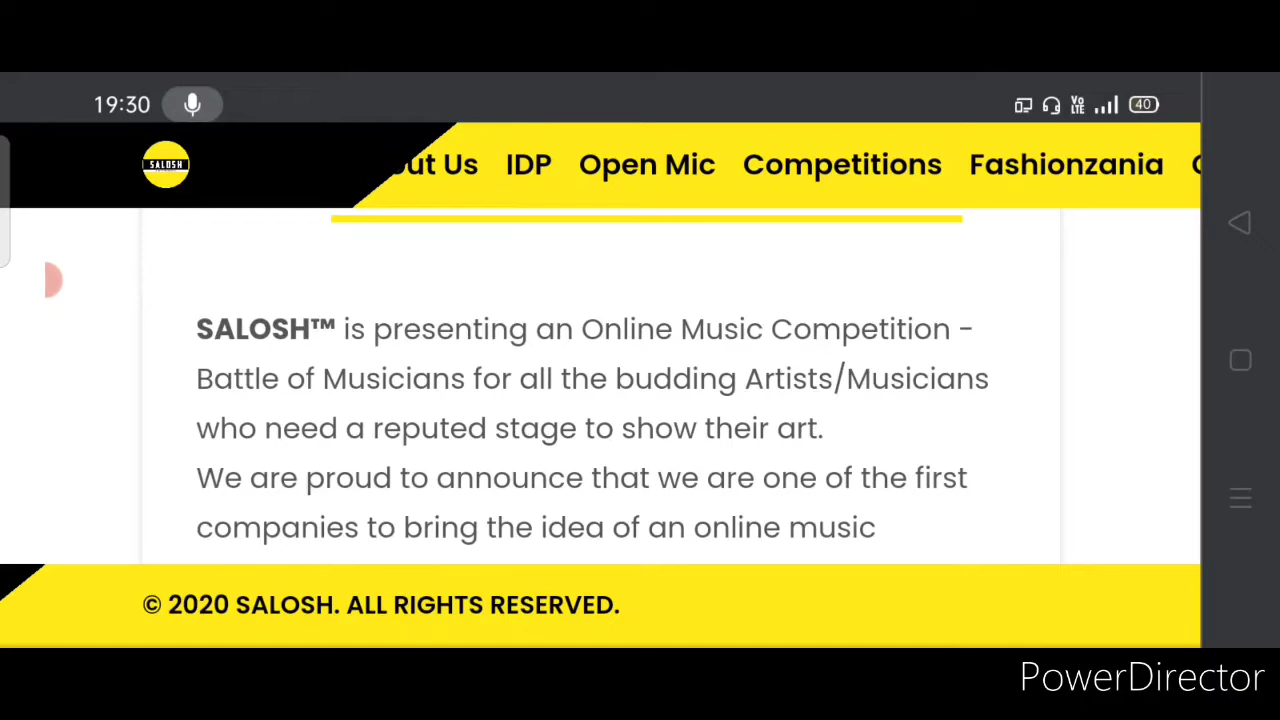 19:30
Vo LTE
40
SALOSH
ut Us IDP Open Mic Competitions Fashionzania
SALOSH™ is presenting an Online Music Competition -
Battle of Musicians for all the budding Artists/Musicians
who need a reputed stage to show their art.
We are proud to announce that we are one of the first
companies to bring the idea of an online music
© 2020 SALOSH. ALL RIGHTS RESERVED.
PowerDirector